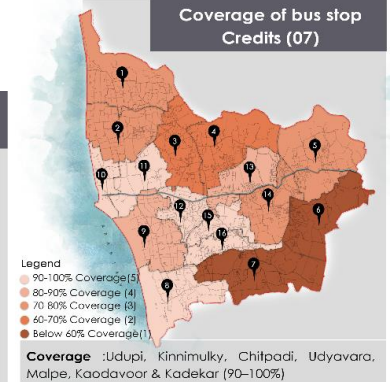 Coverage of bus stop
Credits (07)
1
2
3
4
5
11
13
10
14
12
15
6
9
16
7
8
Legend
90-100% Coverage(5)
80-90% Coverage (4)
70 80% Coverage (3)
60-70% Coverage (2)
Below 60% Coverage(1)
Coverage :Udupi, Kinnimulky, Chitpadi, Udyavara,
Malpe, Kaodavoor & Kadekar (90–100%)